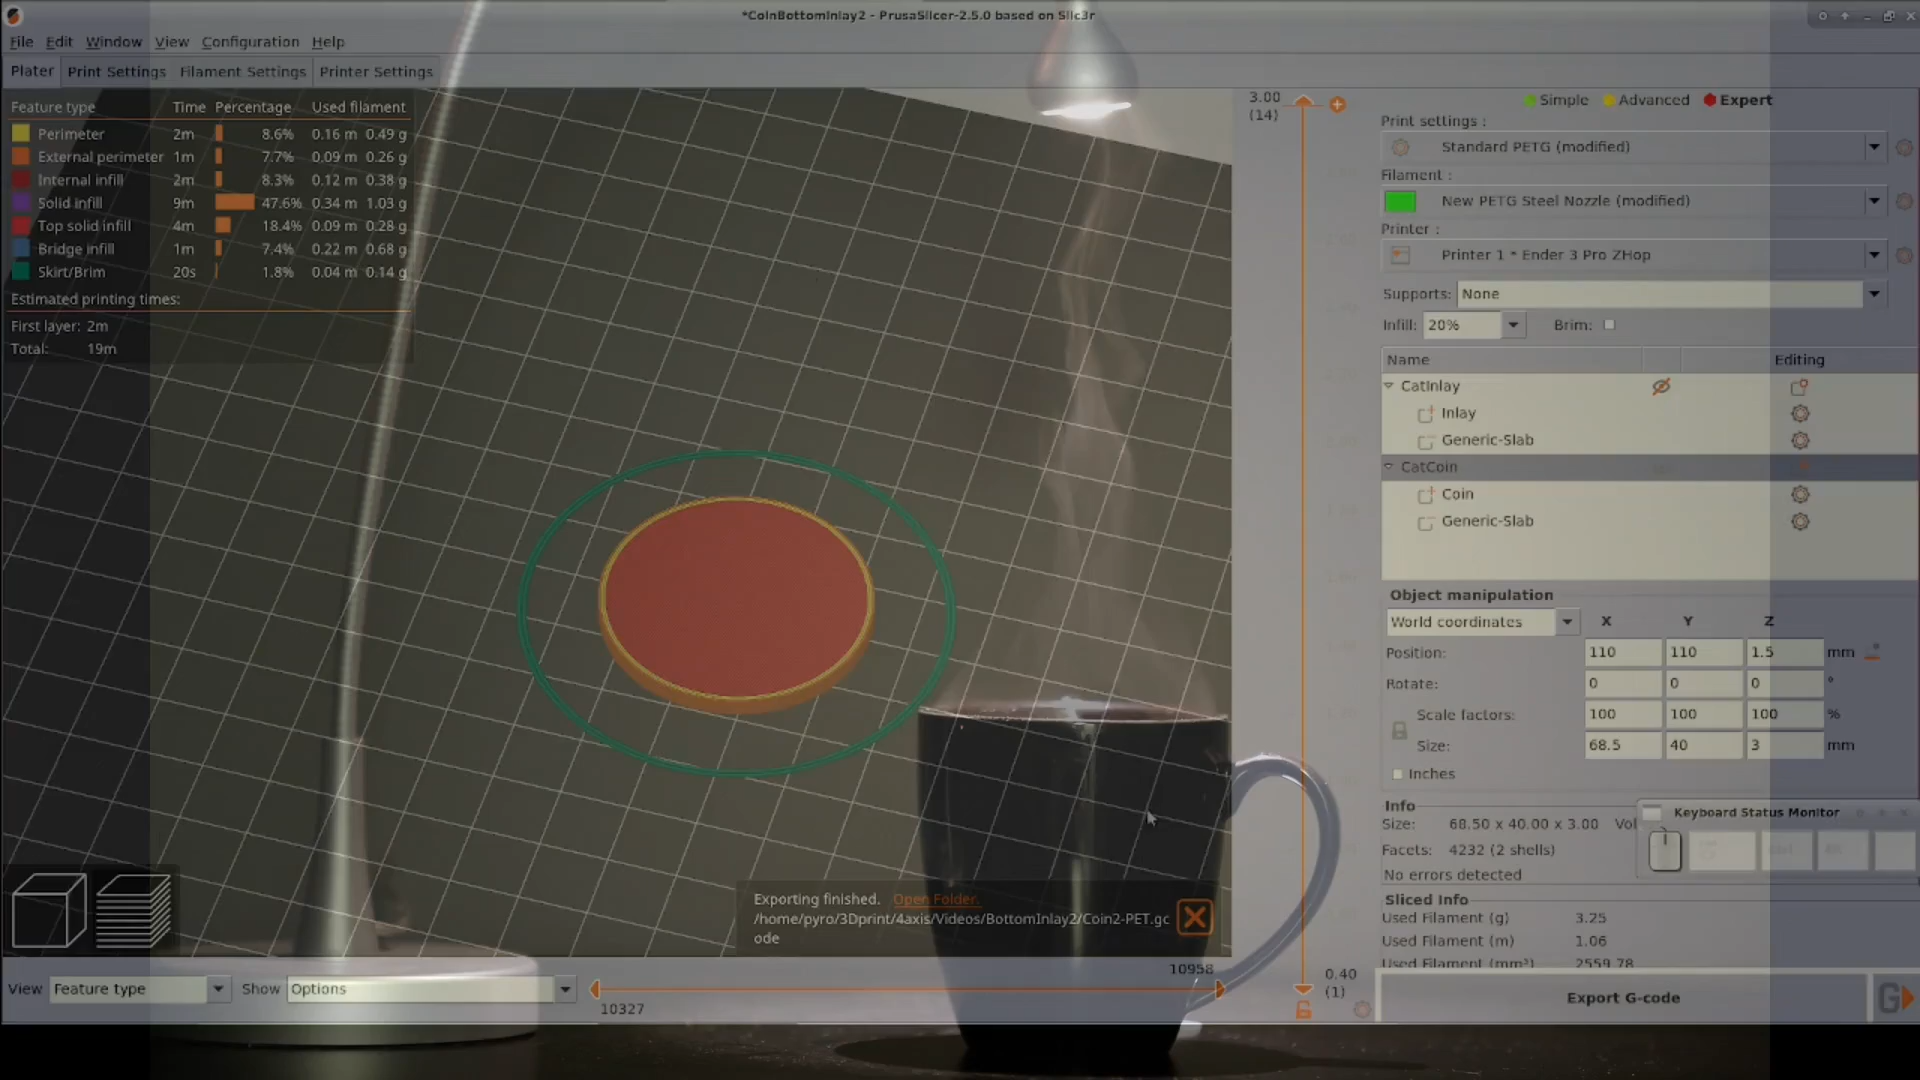 *CoinBottomInlay2 - PrusaSlicer-2.5.0 based on Slic3r
File Edit Window View Configuration Help
Plater Print Settings Filament Settings Printer Settings
Feature type Time Percentage Used filament
Perimeter 2m 8.6% 0.16 m 0.49 g
External perimeter 1m 7.7% 0.09 m 0.26 g
Internal infill 2m 8.3% 0.12 m 0.38 g
Solid infill 9m 47.6% 0.34 m 1.03 g
Top solid infill 4m 18.4% 0.09 m 0.28 g
Bridge infill 1m 7.4% 0.22 m 0.68 g
Skirt/Brim 20s 1.8% 0.04 m 0.14 g
Estimated printing times:
First layer: 2m
Total: 19m
3.00
(14)
Simple Advanced Expert
Print settings :
Standard PETG (modified)
Filament :
New PETG Steel Nozzle (modified)
Printer :
Printer 1 * Ender 3 Pro ZHop
Supports: None
Infill: 20% Brim:
Name Editing
CatInlay
Inlay
Generic-Slab
CatCoin
Coin
Generic-Slab
Object manipulation
World coordinates X Y Z
Position: 110 110 1.5 mm
Rotate: 0 0 0 °
Scale factors: 100 100 100 %
Size: 68.5 40 3 mm
Inches
Info
Size: 68.50 x 40.00 x 3.00 Vol
Facets: 4232 (2 shells)
No errors detected
Keyboard Status Monitor
Sliced Info
Used Filament (g) 3.25
Used Filament (m) 1.06
Used Filament (mm³) 2559.78
Exporting finished. Open Folder.
/home/pyro/3Dprint/4axis/Videos/BottomInlay2/Coin2-PET.gc
ode
View Feature type Show Options
10958
10327
0.40
(1)
Export G-code
G